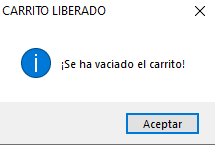 CARRITO LIBERADO
¡Se ha vaciado el carrito!
Aceptar